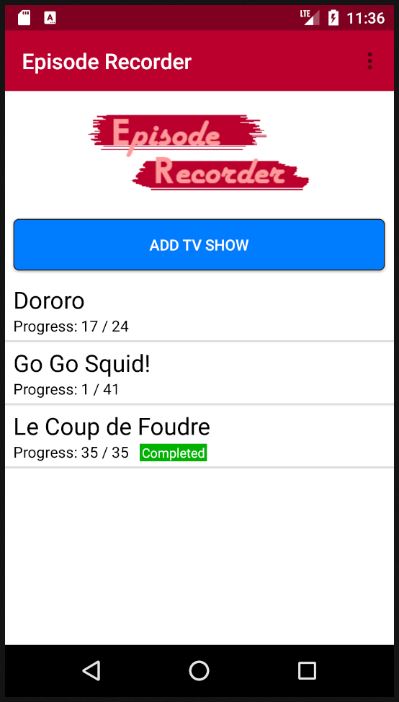 LTE 11:36
Episode Recorder
Episode
Recorder
ADD TV SHOW
Dororo
Progress: 17 / 24
Go Go Squid!
Progress: 1 / 41
Le Coup de Foudre
Progress: 35 / 35 Completed